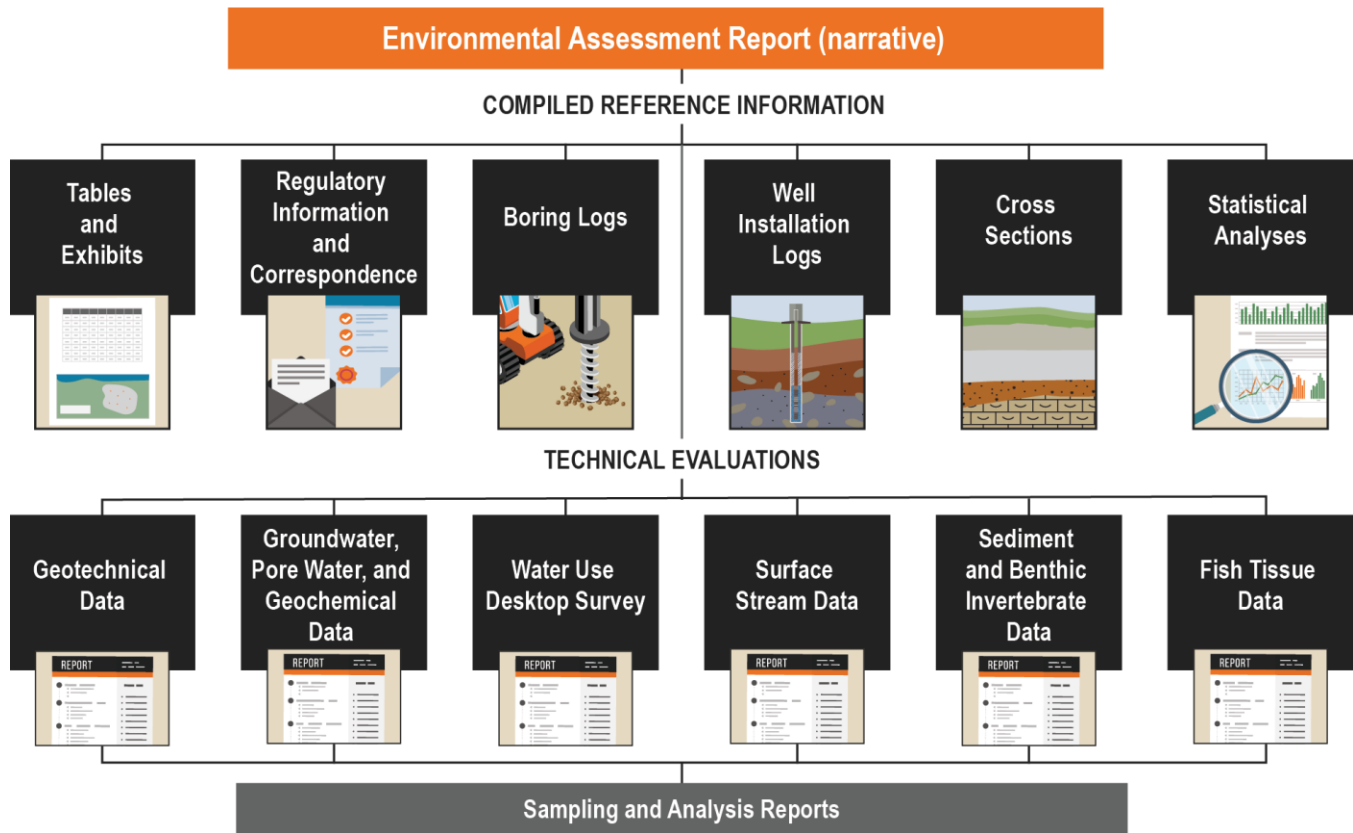 Environmental Assessment Report (narrative)
COMPILED REFERENCE INFORMATION
Tables
and
Exhibits
Regulatory
Information
and
Correspondence
Boring Logs
Well
Installation
Logs
Cross
Sections
Statistical
Analyses
TECHNICAL EVALUATIONS
Geotechnical
Data
Groundwater,
Pore Water, and
Geochemical
Data
Water Use
Desktop Survey
Surface
Stream Data
Sediment
and Benthic
Invertebrate
Data
Fish Tissue
Data
REPORT
REPORT
REPORT
REPORT
REPORT
REPORT
Sampling and Analysis Reports